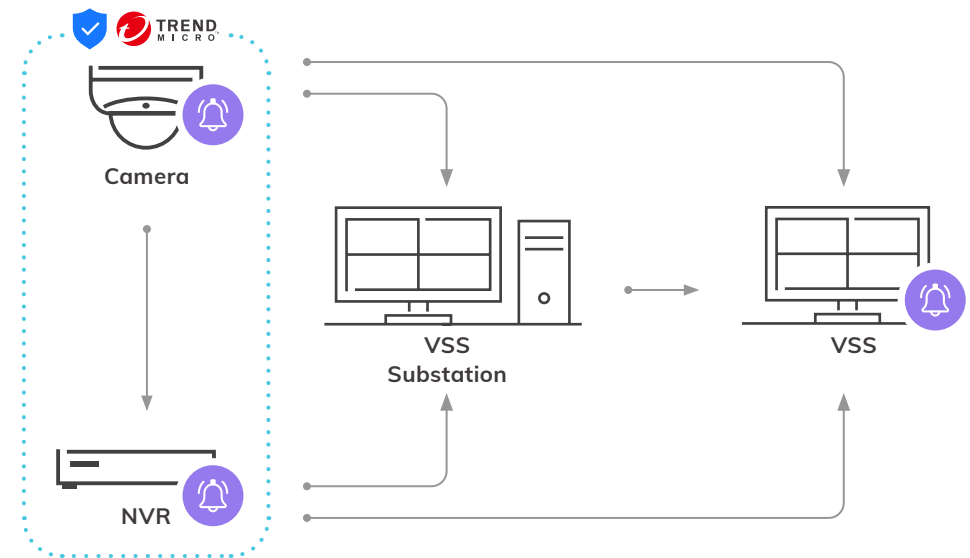 TREND
MICRO
Camera
VSS
Substation
VSS
NVR